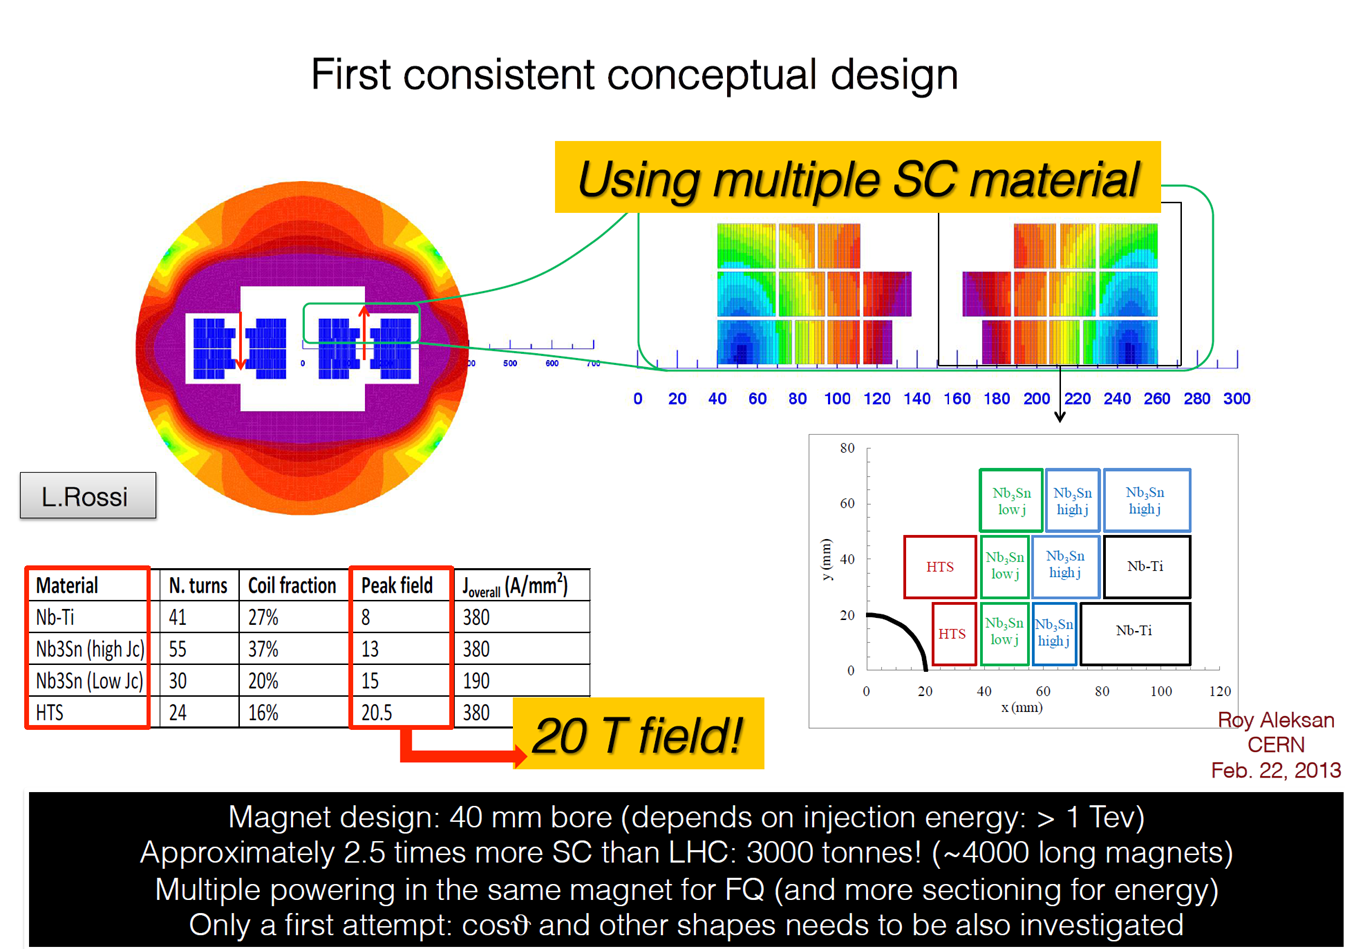 First consistent conceptual design
Using multiple SC material
0 700
500 600 700
0 20 40 60 80 100 120 140 160 180 200 220 240 260 280 300
L.Rossi
80
60
40
20
0
y (mm)
Nb₃Sn low j
Nb₃Sn high j
Nb₃Sn high j
HTS
Nb₃Sn low j
Nb₃Sn high j
Nb-Ti
HTS
Nb₃Sn low j
Nb₃Sn high j
Nb-Ti
0 20 40 60 80 100 120
x (mm)
Material N. turns Coil fraction Peak field Joverall (A/mm²)
Nb-Ti 41 27% 8 380
Nb3Sn (high Jc) 55 37% 13 380
Nb3Sn (Low Jc) 30 20% 15 190
HTS 24 16% 20.5 380
20 T field!
Roy Aleksan
CERN
Feb. 22, 2013
Magnet design: 40 mm bore (depends on injection energy: > 1 Tev)
Approximately 2.5 times more SC than LHC: 3000 tonnes! (~4000 long magnets)
Multiple powering in the same magnet for FQ (and more sectioning for energy)
Only a first attempt: cosϑ and other shapes needs to be also investigated